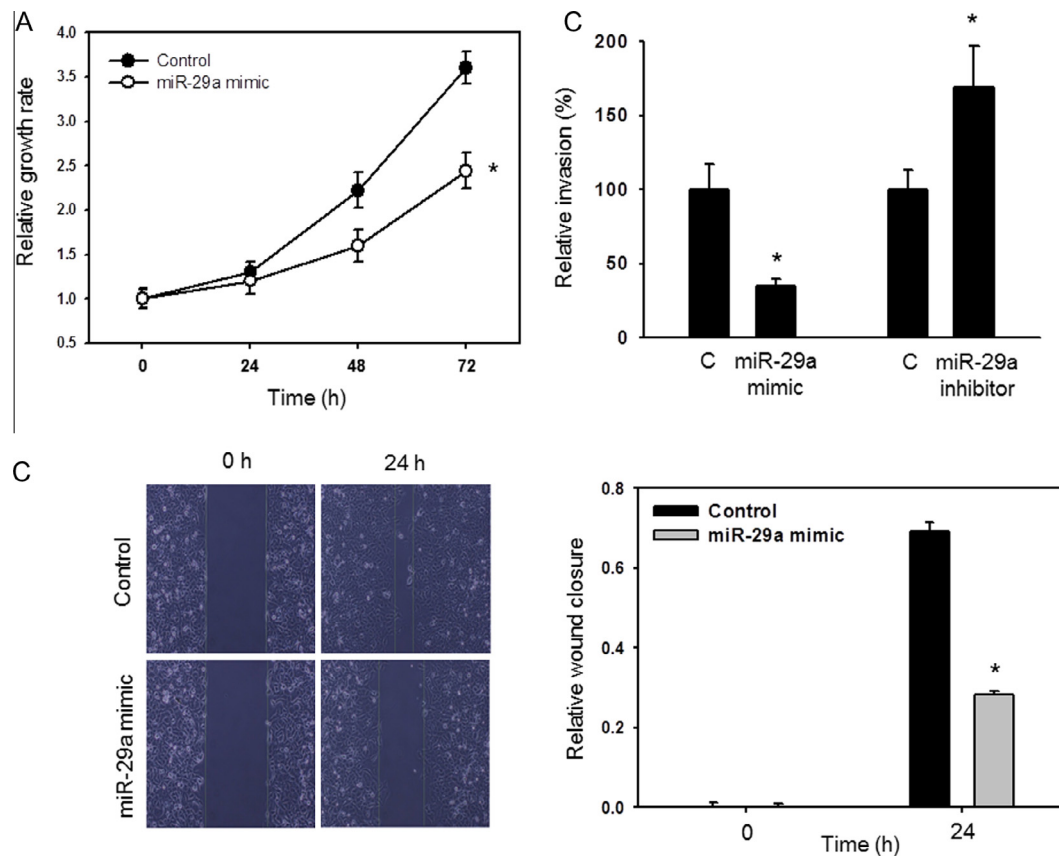 A
4.0
3.5
3.0
2.5
2.0
1.5
1.0
0.5
Relative growth rate
Control
miR-29a mimic
*
0 24 48 72
Time (h)
C
200
150
100
50
0
Relative invasion (%)
*
*
C miR-29a mimic
C miR-29a inhibitor
C
0 h 24 h
Control
miR-29a mimic
0.8
0.6
0.4
0.2
0.0
Relative wound closure
Control
miR-29a mimic
*
0 24
Time (h)